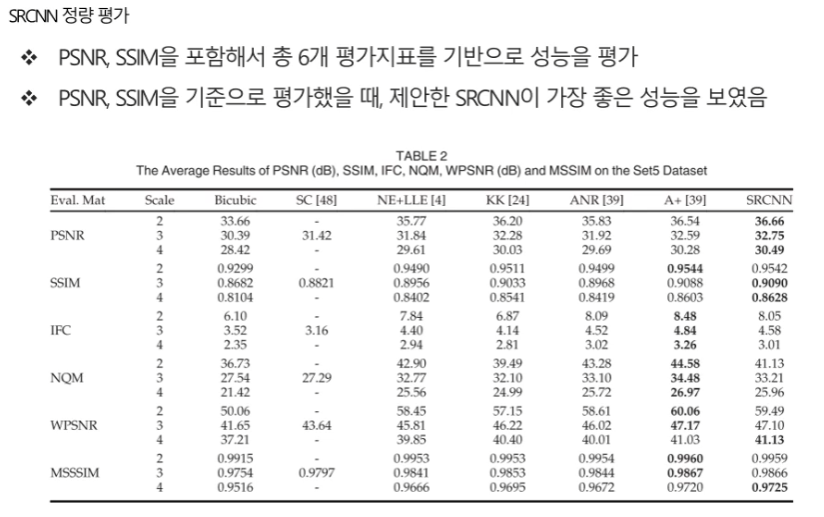 SRCNN 정량 평가
❖ PSNR, SSIM을 포함해서 총 6개 평가지표를 기반으로 성능을 평가
❖ PSNR, SSIM을 기준으로 평가했을 때, 제안한 SRCNN이 가장 좋은 성능을 보였음
TABLE 2
The Average Results of PSNR (dB), SSIM, IFC, NQM, WPSNR (dB) and MSSIM on the Set5 Dataset
Eval. Mat Scale Bicubic SC [48] NE+LLE [4] KK [24] ANR [39] A+ [39] SRCNN
2 33.66 - 35.77 36.20 35.83 36.54 36.66
PSNR 3 30.39 31.42 31.84 32.28 31.92 32.59 32.75
4 28.42 - 29.61 30.03 29.69 30.28 30.49
2 0.9299 - 0.9490 0.9511 0.9499 0.9544 0.9542
SSIM 3 0.8682 0.8821 0.8956 0.9033 0.8968 0.9088 0.9090
4 0.8104 - 0.8402 0.8541 0.8419 0.8603 0.8628
2 6.10 - 7.84 6.87 8.09 8.48 8.05
IFC 3 3.52 3.16 4.40 4.14 4.52 4.84 4.58
4 2.35 - 2.94 2.81 3.02 3.26 3.01
2 36.73 - 42.90 39.49 43.28 44.58 41.13
NQM 3 27.54 27.29 32.77 32.10 33.10 34.48 33.21
4 21.42 - 25.56 24.99 25.72 26.97 25.96
2 50.06 - 58.45 57.15 58.61 60.06 59.49
WPSNR 3 41.65 43.64 45.81 46.22 46.02 47.17 47.10
4 37.21 - 39.85 40.40 40.01 41.03 41.13
2 0.9915 - 0.9953 0.9953 0.9954 0.9960 0.9959
MSSSIM 3 0.9754 0.9797 0.9841 0.9853 0.9844 0.9867 0.9866
4 0.9516 - 0.9666 0.9695 0.9672 0.9720 0.9725